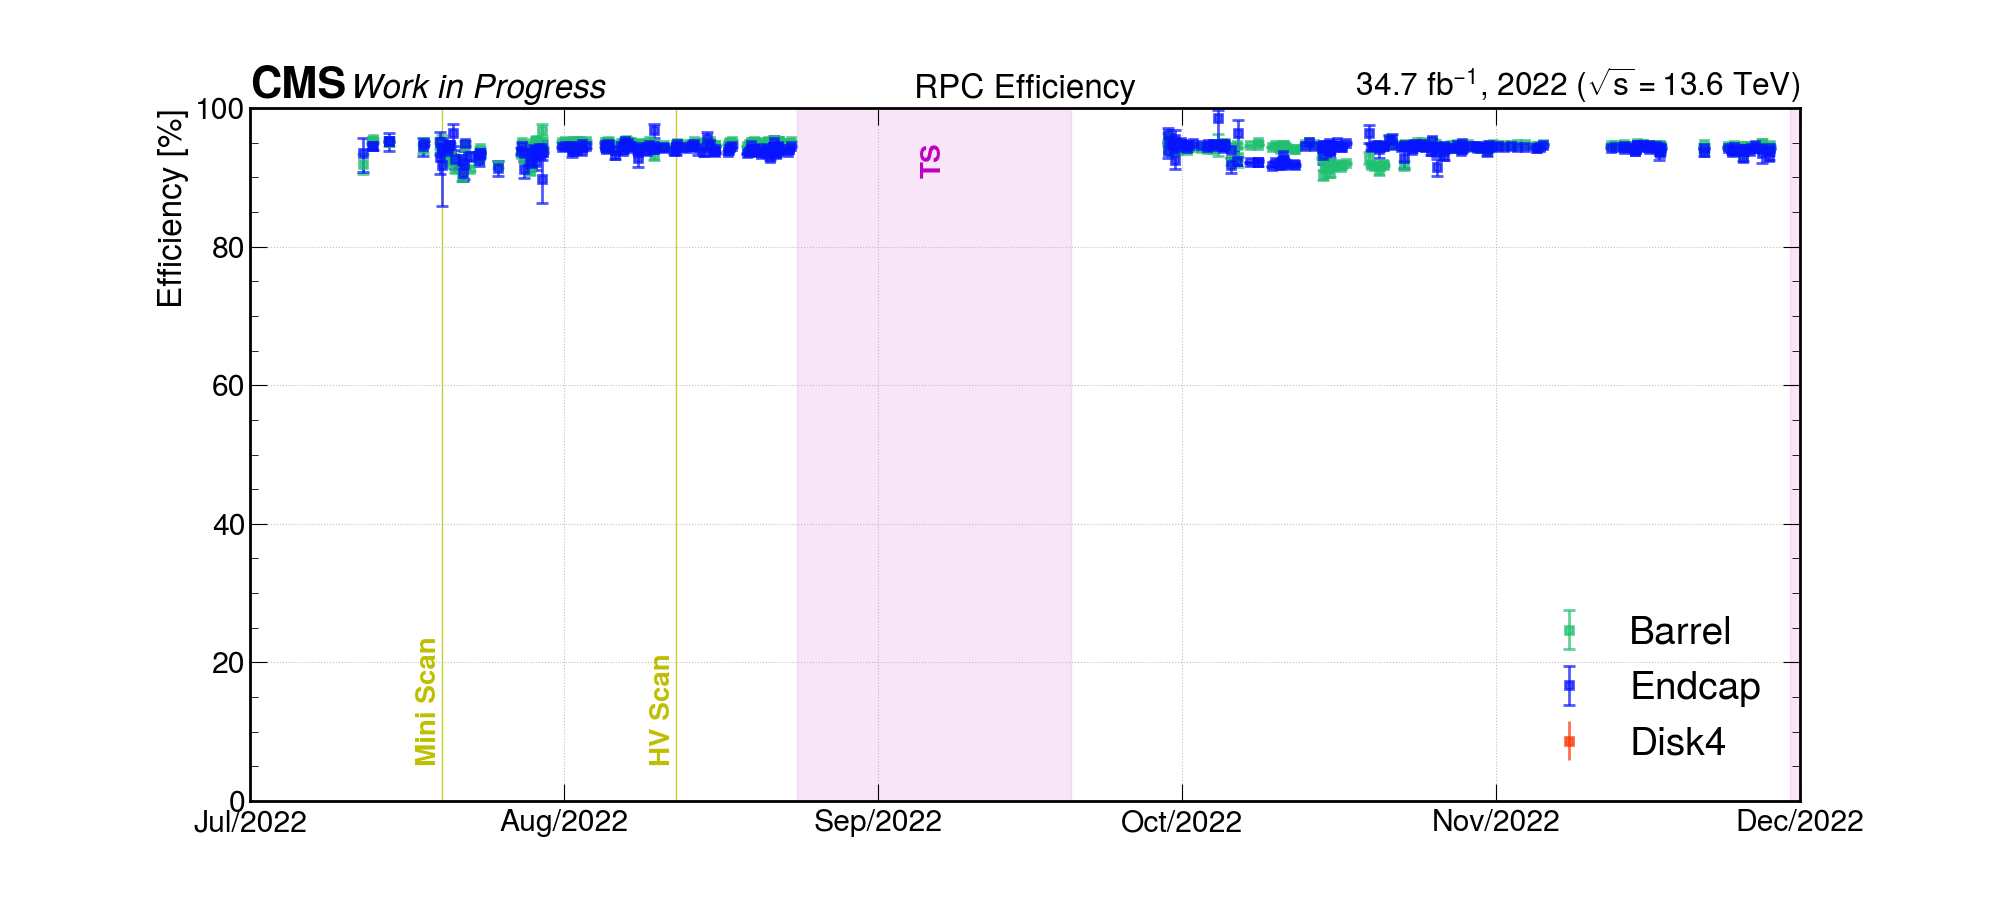 CMS Work in Progress RPC Efficiency 34.7 fb⁻¹, 2022 (√s = 13.6 TeV)
Efficiency [%]
100
80
60
40
20
0
TS
Mini Scan
HV Scan
Barrel
Endcap
Disk4
Jul/2022 Aug/2022 Sep/2022 Oct/2022 Nov/2022 Dec/2022